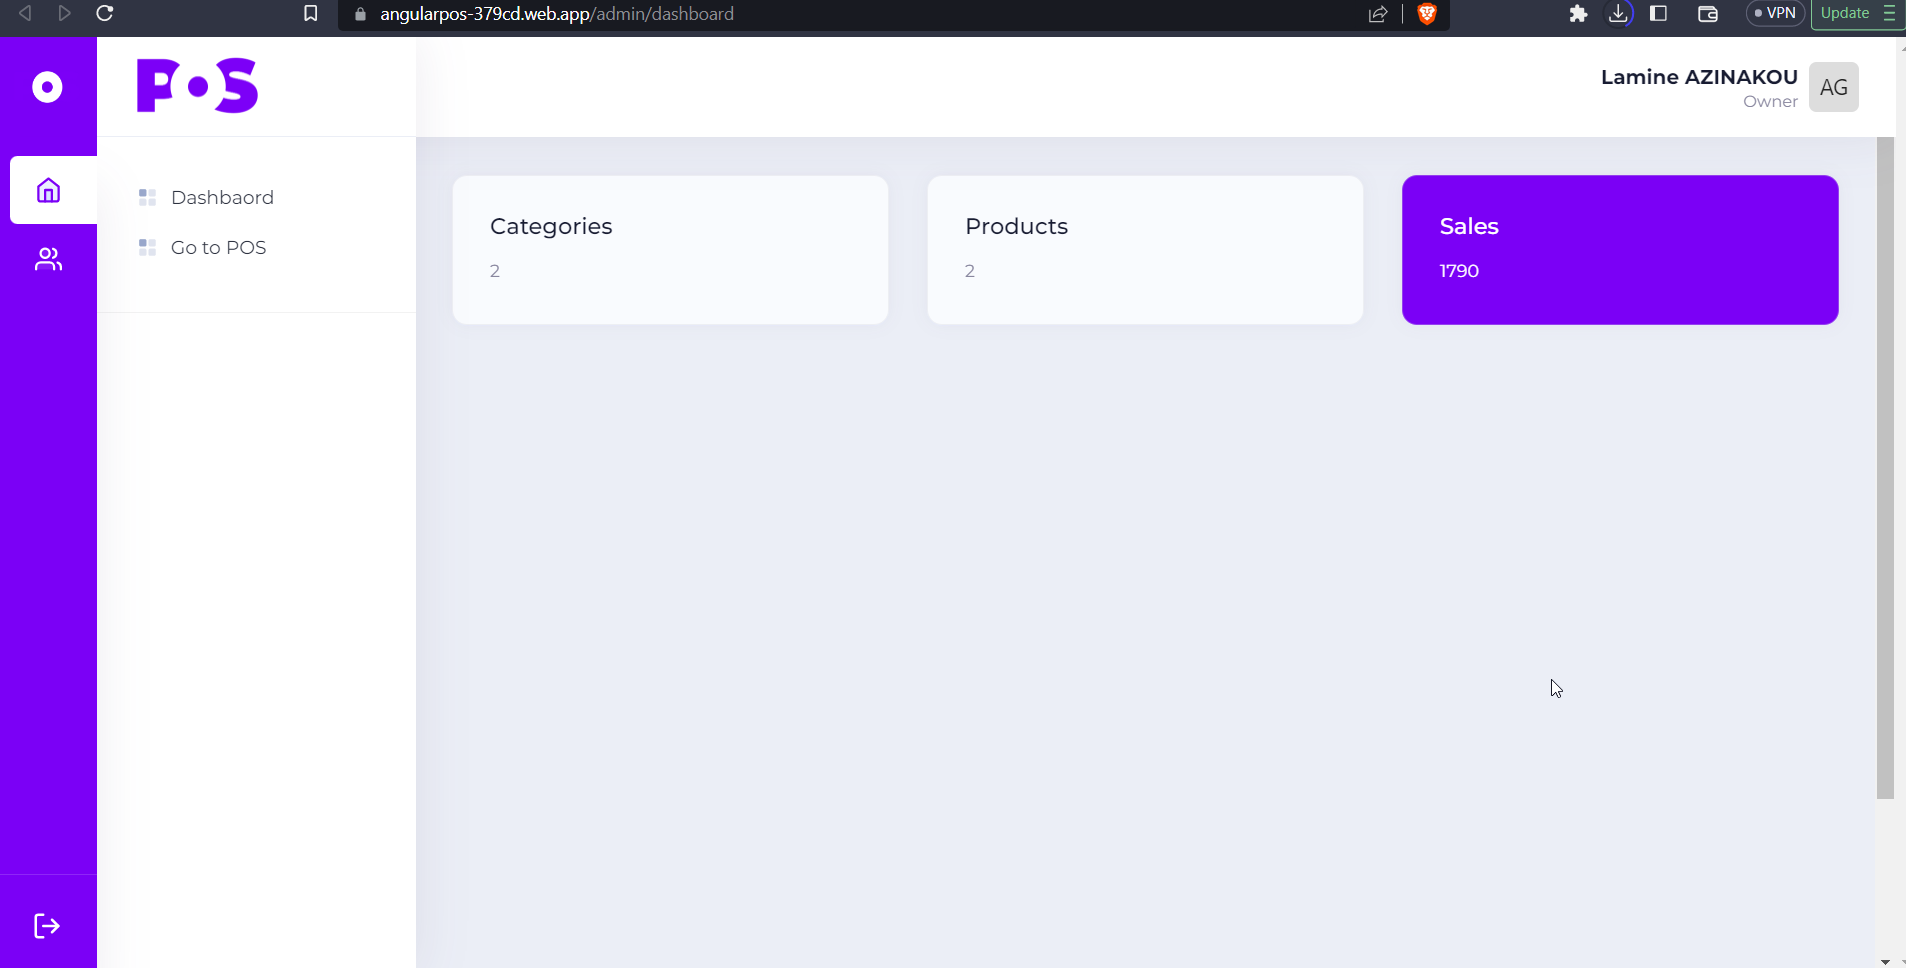 angularpos-379cd.web.app/admin/dashboard
VPN
Update
POS
Lamine AZINAKOU
Owner
AG
Dashbaord
Go to POS
Categories
2
Products
2
Sales
1790